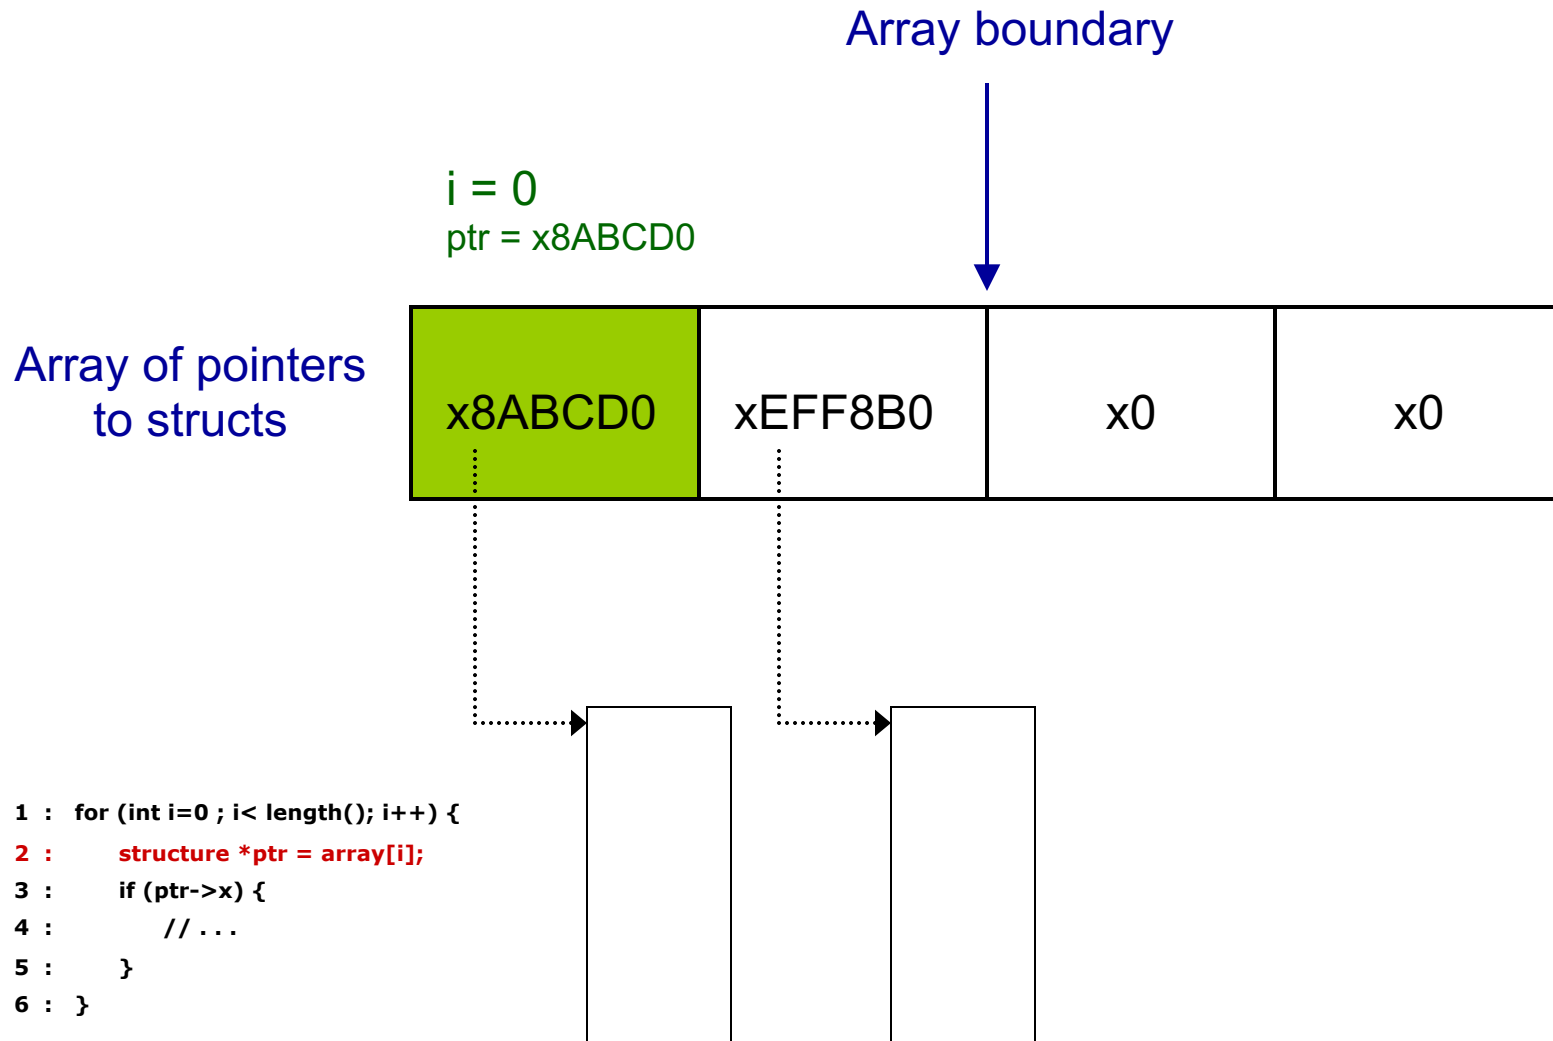 Array boundary
i = 0
ptr = x8ABCD0
Array of pointers
to structs
x8ABCD0 xEFF8B0 x0 x0
1 : for (int i=0 ; i< length(); i++) {
2 : structure *ptr = array[i];
3 : if (ptr->x) {
4 : // . . .
5 : }
6 : }